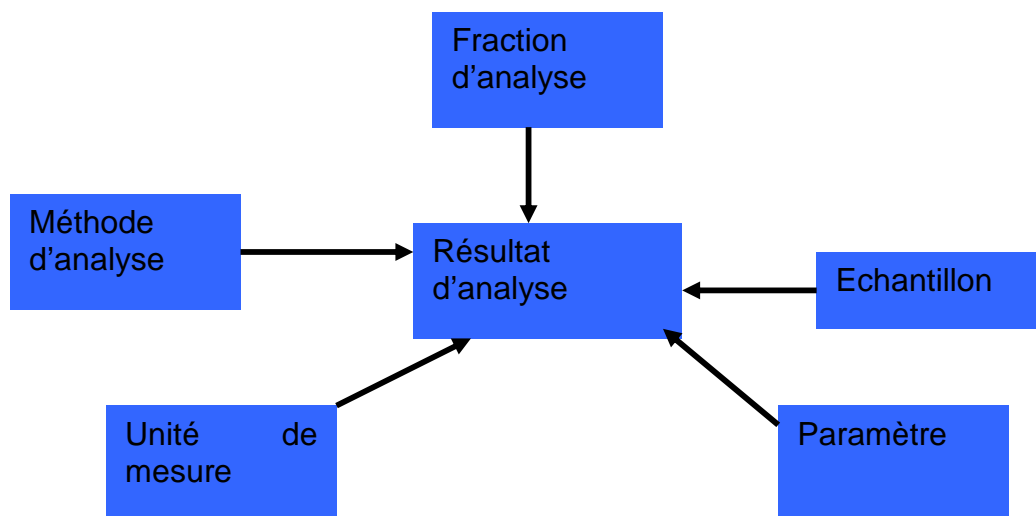 Fraction
d’analyse
Méthode
d’analyse
Résultat
d’analyse
Echantillon
Unité de
mesure
Paramètre